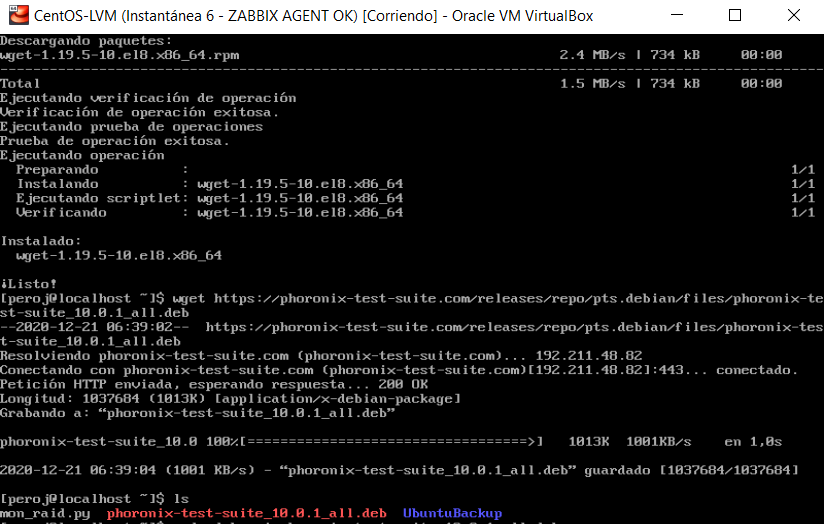 CentOS-LVM (Instantánea 6 - ZABBIX AGENT OK) [Corriendo] - Oracle VM VirtualBox
Descargando paquetes:
wget-1.19.5-10.el8.x86_64.rpm 2.4 MB/s | 734 kB 00:00
--------------------------------------------------------------------------------
Total 1.5 MB/s | 734 kB 00:00
Ejecutando verificación de operación
Verificación de operación exitosa.
Ejecutando prueba de operaciones
Prueba de operación exitosa.
Ejecutando operación
Preparando : 1/1
Instalando : wget-1.19.5-10.el8.x86_64 1/1
Ejecutando scriptlet: wget-1.19.5-10.el8.x86_64 1/1
Verificando : wget-1.19.5-10.el8.x86_64 1/1
Instalado:
wget-1.19.5-10.el8.x86_64
¡Listo!
[peroj@localhost ~]$ wget https://phoronix-test-suite.com/releases/repo/pts.debian/files/phoronix-te
st-suite_10.0.1_all.deb
--2020-12-21 06:39:02-- https://phoronix-test-suite.com/releases/repo/pts.debian/files/phoronix-tes
t-suite_10.0.1_all.deb
Resolviendo phoronix-test-suite.com (phoronix-test-suite.com)... 192.211.48.82
Conectando con phoronix-test-suite.com (phoronix-test-suite.com)[192.211.48.82]:443... conectado.
Petición HTTP enviada, esperando respuesta... 200 OK
Longitud: 1037684 (1013K) [application/x-debian-package]
Grabando a: “phoronix-test-suite_10.0.1_all.deb”
phoronix-test-suite_10.0 100%[==================================>] 1013K 1001KB/s en 1,0s
2020-12-21 06:39:04 (1001 KB/s) - “phoronix-test-suite_10.0.1_all.deb” guardado [1037684/1037684]
[peroj@localhost ~]$ ls
mon_raid.py phoronix-test-suite_10.0.1_all.deb UbuntuBackup